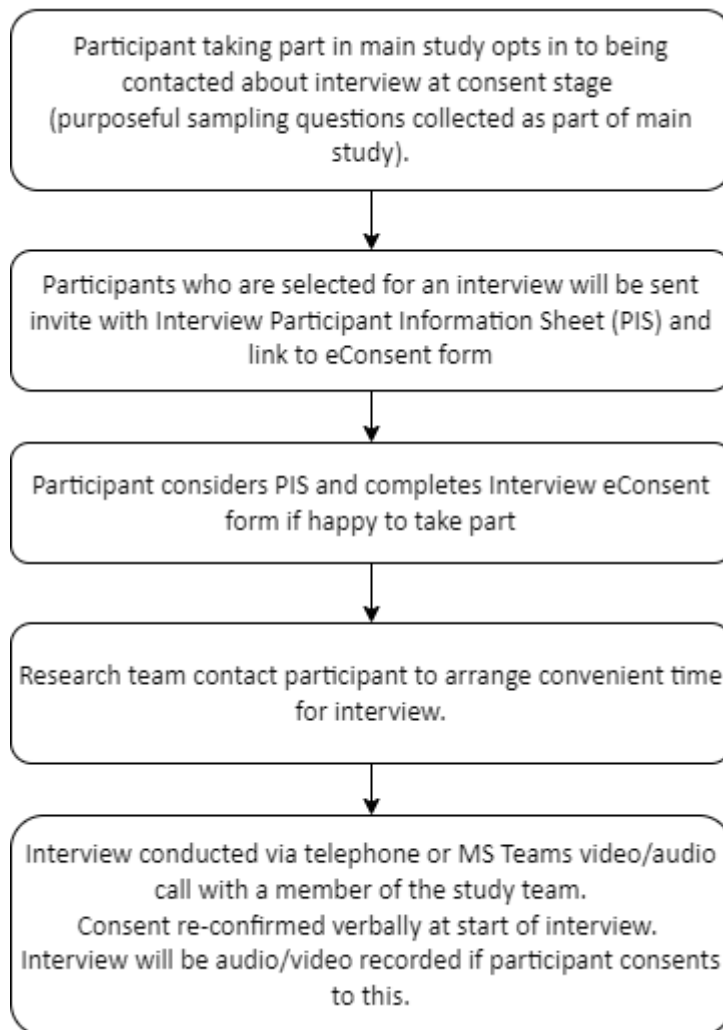 Participant taking part in main study opts in to being
contacted about interview at consent stage
(purposeful sampling questions collected as part of main
study).
Participants who are selected for an interview will be sent
invite with Interview Participant Information Sheet (PIS) and
link to eConsent form
Participant considers PIS and completes Interview eConsent
form if happy to take part
Research team contact participant to arrange convenient time
for interview.
Interview conducted via telephone or MS Teams video/audio
call with a member of the study team.
Consent re-confirmed verbally at start of interview.
Interview will be audio/video recorded if participant consents
to this.